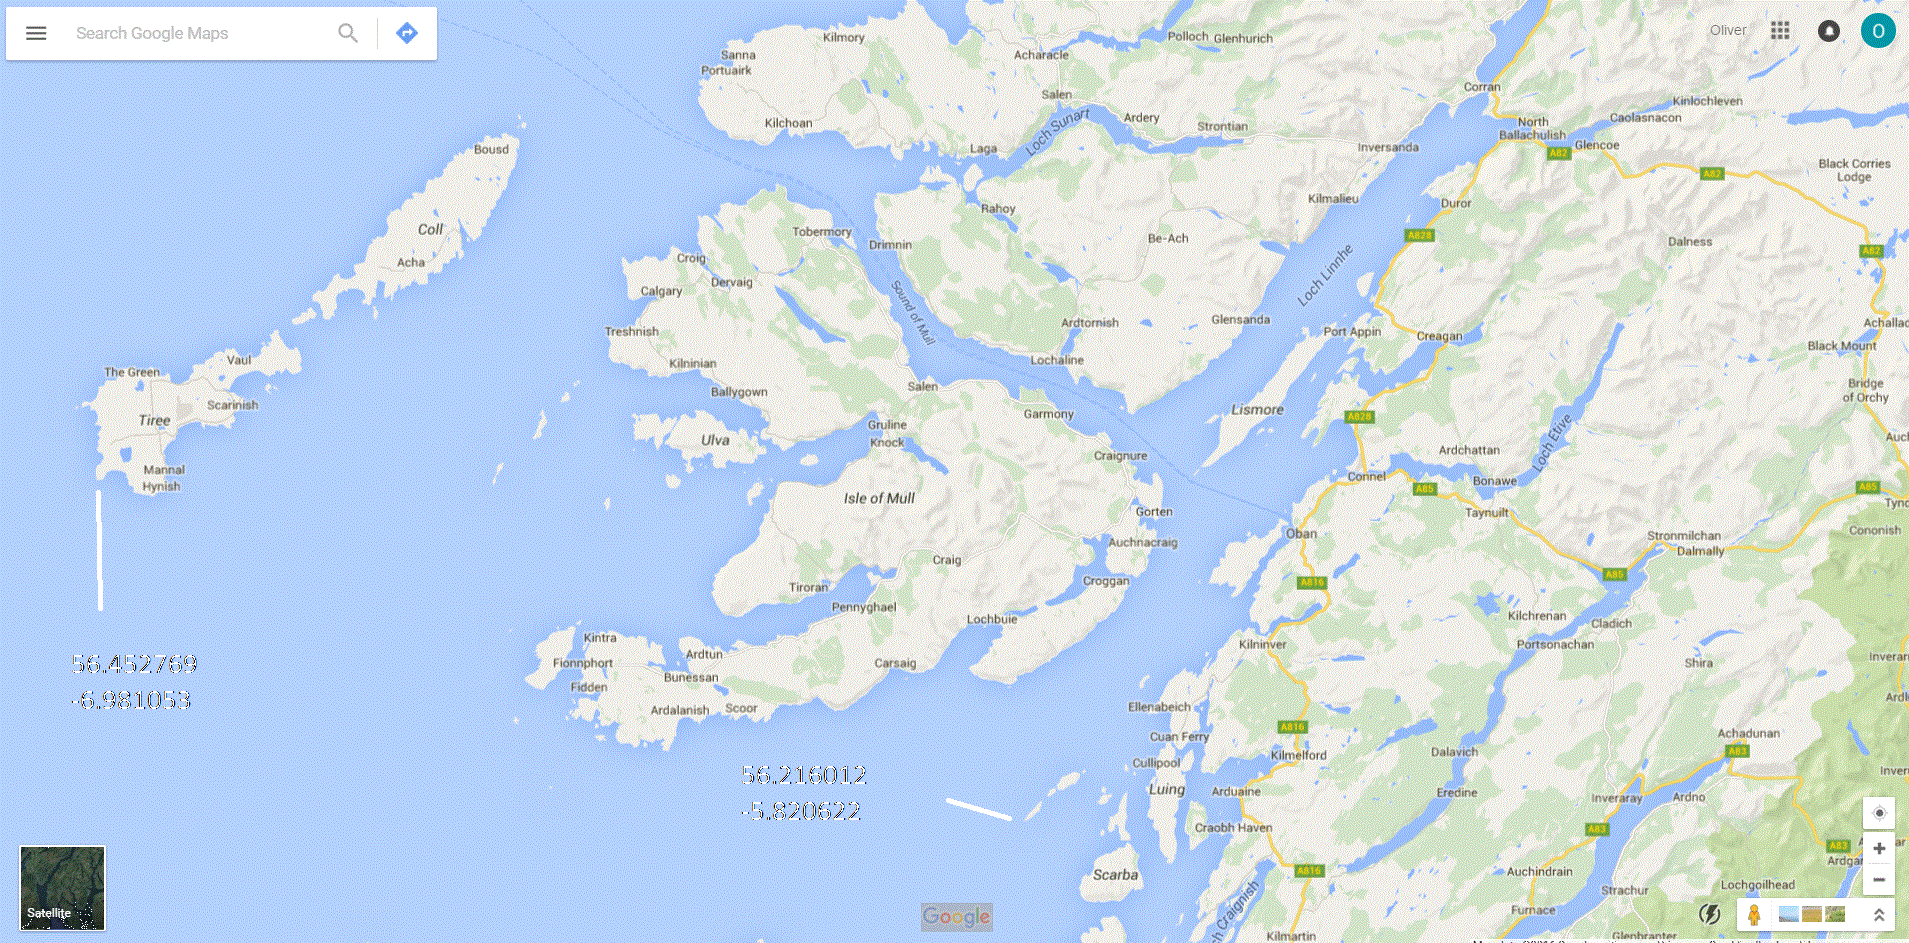 Search Google Maps
Oliver
O
Kilmory
Polloch
Glenhurich
Sanna
Portuairk
Acharacle
Corran
Salen
Kinlochleven
Kilchoan
Ardery
Strontian
North
Ballachulish
Caolasnacon
Glencoe
A82
Bousd
Laga
Loch Sunart
Inversanda
Black Corries
Lodge
A82
Coll
Rahoy
Kilmalieu
Duror
Tobermory
Drimnin
Be-Ach
A828
Dalness
A82
Acha
Croig
Dervaig
Calgary
Sound of Mull
Loch Linnhe
Treshnish
Ardtornish
Glensanda
Port Appin
Creagan
Achallad
Black Mount
Vaul
The Green
Kilninian
Lochaline
Salen
Ballygown
Bridge
of Orchy
Scarinish
Tiree
Garmony
Lismore
A828
Gruline
Knock
Ulva
Loch Etive
Auc
Craignure
Ardchattan
Mannal
Hynish
Connel
A85
Bonawe
A85
Isle of Mull
Tynd
Gorten
Taynuilt
Oban
Cononish
Auchnacraig
Stronmilchan
Dalmally
Craig
Croggan
A816
A85
Tiroran
Pennyghael
Lochbuie
Kilchrenan
Cladich
Kintra
Kilninver
Portsonachan
Ardtun
Fionnphort
Carsaig
Shira
Inverar
56.452769
-6.981053
Bunessan
Fidden
Ardalanish
Scoor
Ellenabeich
Ardl
A816
Cuan Ferry
Kilmelford
Dalavich
Achadunan
A83
Cullipool
56.216012
-5.820622
Luing
Arduaine
Eredine
Inveraray
Ardno
Inver
Craobh Haven
A83
A83
Ardgar
Scarba
A816
Auchindrain
Strachur
Lochgoilhead
Satellite
Google
ch Craignish
Furnace
Kilmartin
Glenbranter